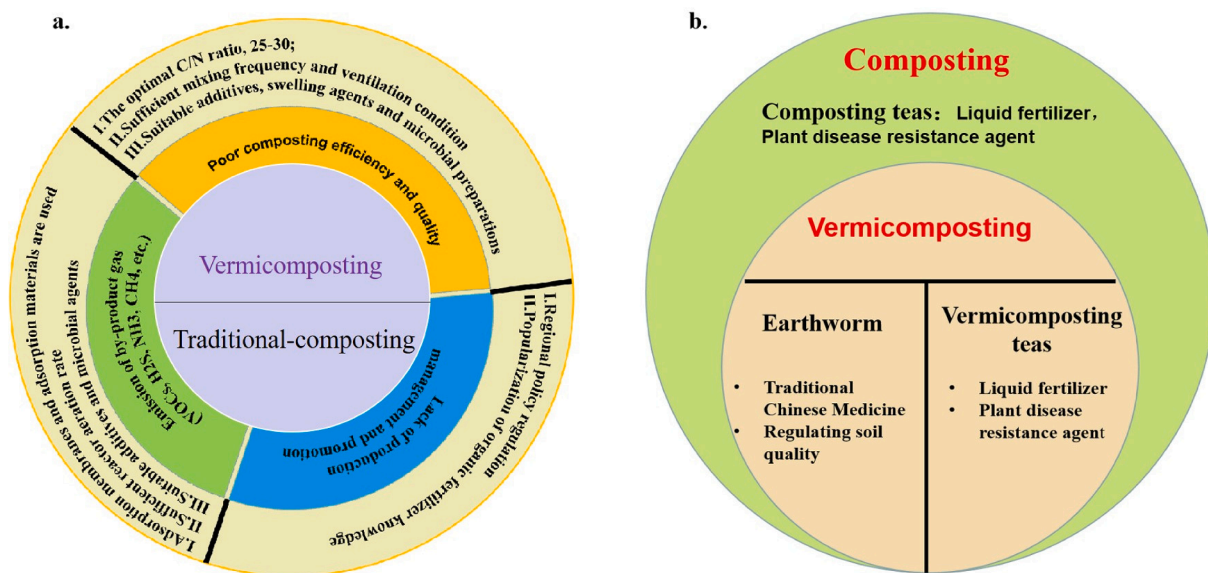 a.
I.The optimal C/N ratio, 25-30;
II.Sufficient mixing frequency and ventilation condition
III.Suitable additives, swelling agents and microbial preparations
Poor composting efficiency and quality
I.Adsorption membranes and adsorption materials are used
II.Sufficient reactor aeration rate
III.Suitable additives and microbial agents
Emission of by-product gas
(VOCs, H2S, NH3, CH4, etc.)
Vermicomposting
Traditional-composting
Lack of production
management and promotion
I.Regional policy regulation
II.Popularization of organic fertilizer knowledge
b.
Composting
Composting teas: Liquid fertilizer,
Plant disease resistance agent
Vermicomposting
Earthworm
• Traditional
Chinese Medicine
• Regulating soil
quality
Vermicomposting
teas
• Liquid fertilizer
• Plant disease
resistance agent